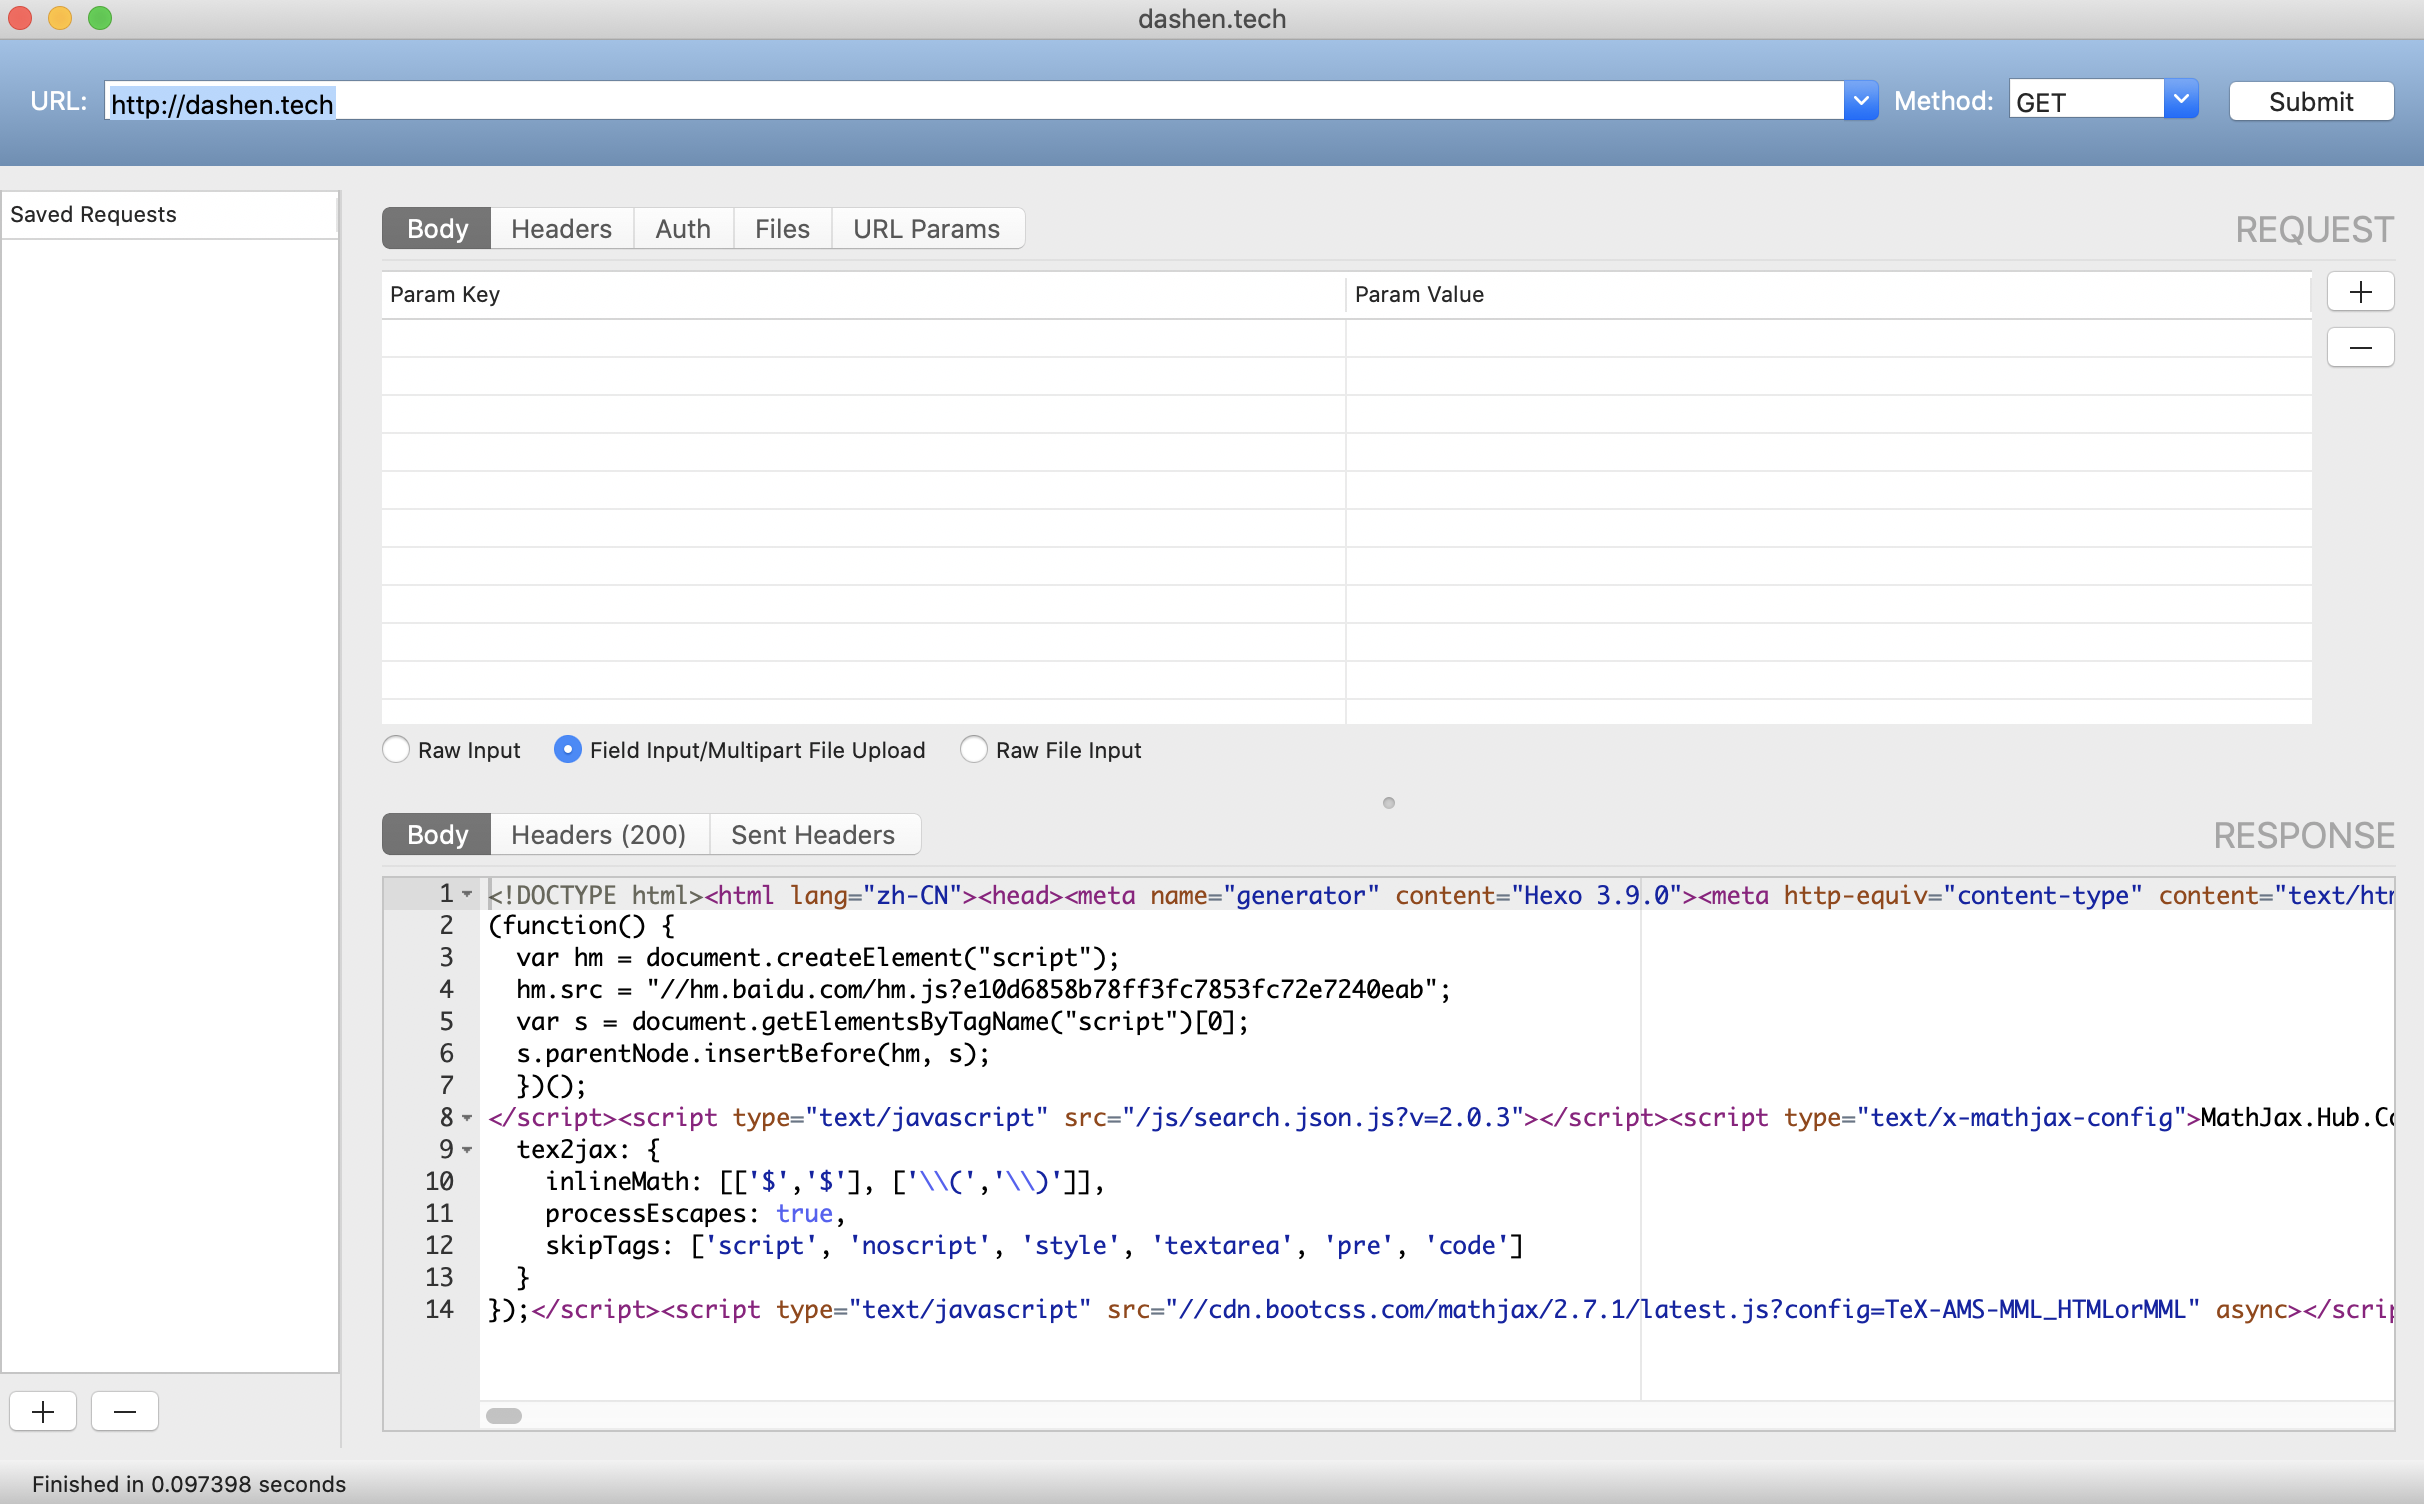 dashen.tech
URL: http://dashen.tech Method: GET Submit
Saved Requests
Body Headers Auth Files URL Params REQUEST
Param Key Param Value
Raw Input Field Input/Multipart File Upload Raw File Input
Body Headers (200) Sent Headers RESPONSE
1 <!DOCTYPE html><html lang="zh-CN"><head><meta name="generator" content="Hexo 3.9.0"><meta http-equiv="content-type" content="text/htm
2 (function() {
3 var hm = document.createElement("script");
4 hm.src = "//hm.baidu.com/hm.js?e10d6858b78ff3fc7853fc72e7240eab";
5 var s = document.getElementsByTagName("script")[0];
6 s.parentNode.insertBefore(hm, s);
7 })();
8 </script><script type="text/javascript" src="/js/search.json.js?v=2.0.3"></script><script type="text/x-mathjax-config">MathJax.Hub.Co
9 tex2jax: {
10 inlineMath: [['$','$'], ['\\(','\\)']],
11 processEscapes: true,
12 skipTags: ['script', 'noscript', 'style', 'textarea', 'pre', 'code']
13 }
14 });</script><script type="text/javascript" src="//cdn.bootcss.com/mathjax/2.7.1/latest.js?config=TeX-AMS-MML_HTMLorMML" async></scrip
Finished in 0.097398 seconds